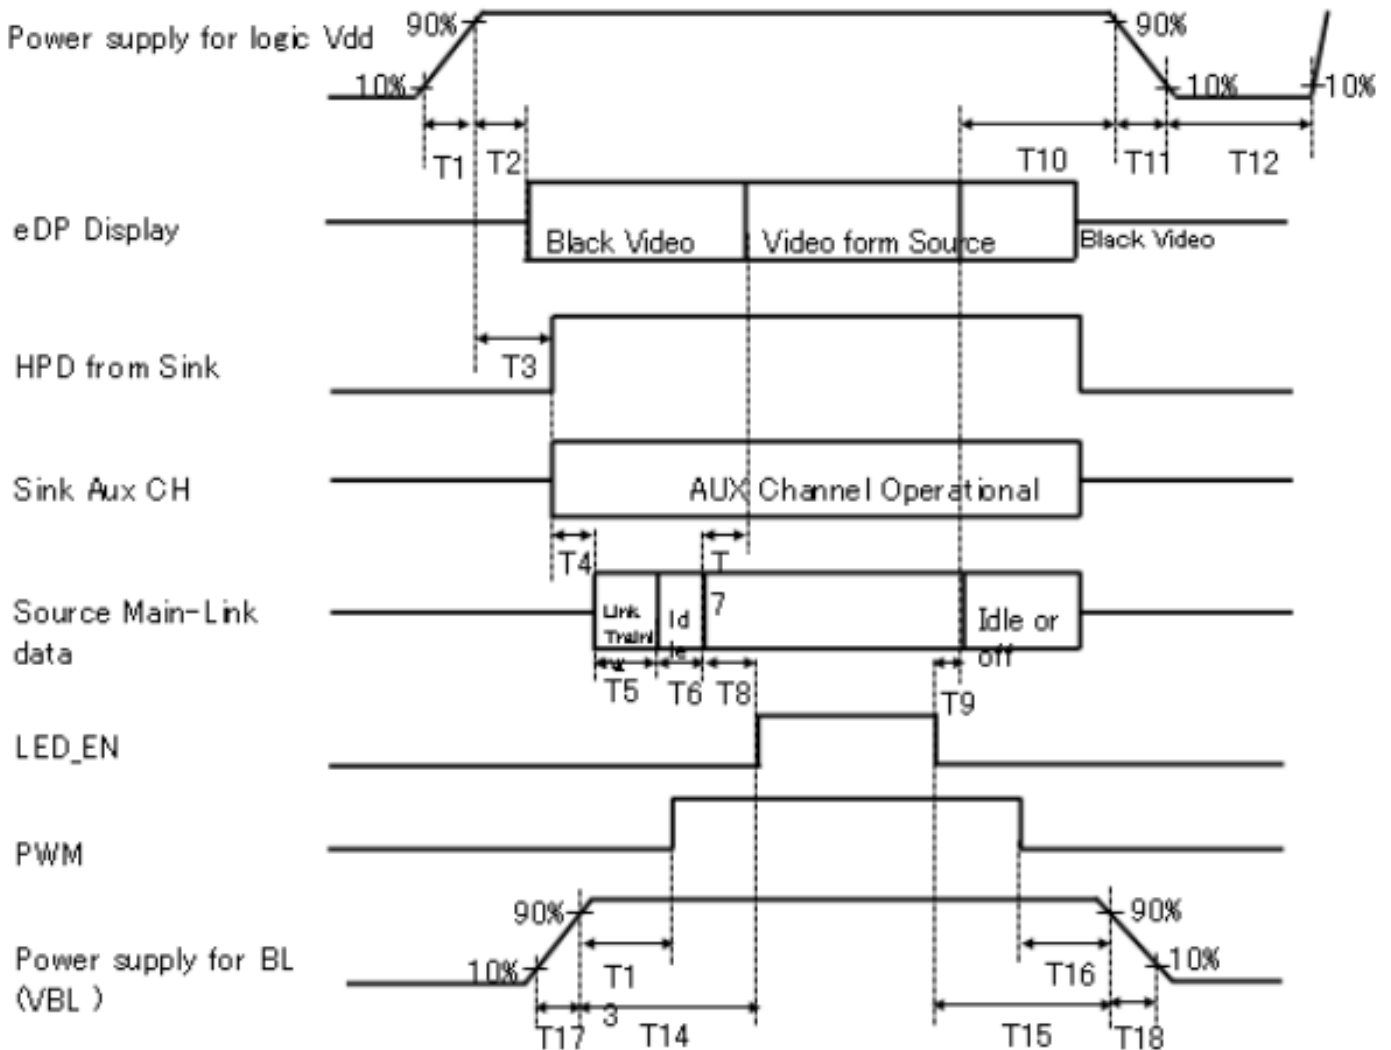 Power supply for logic Vdd
90%
90%
10%
10%
10%
T1
T2
T10
T11
T12
eDP Display
Black Video
Video form Source
Black Video
T3
HPD from Sink
Sink Aux CH
AUX Channel Operational
T4
T
7
Source Main-Link
data
Link
Traini
Id
le
Idle or
off
T5
T6
T8
T9
LED_EN
PWM
90%
90%
Power supply for BL
(VBL )
10%
10%
T1
3
T16
T17
T14
T15
T18